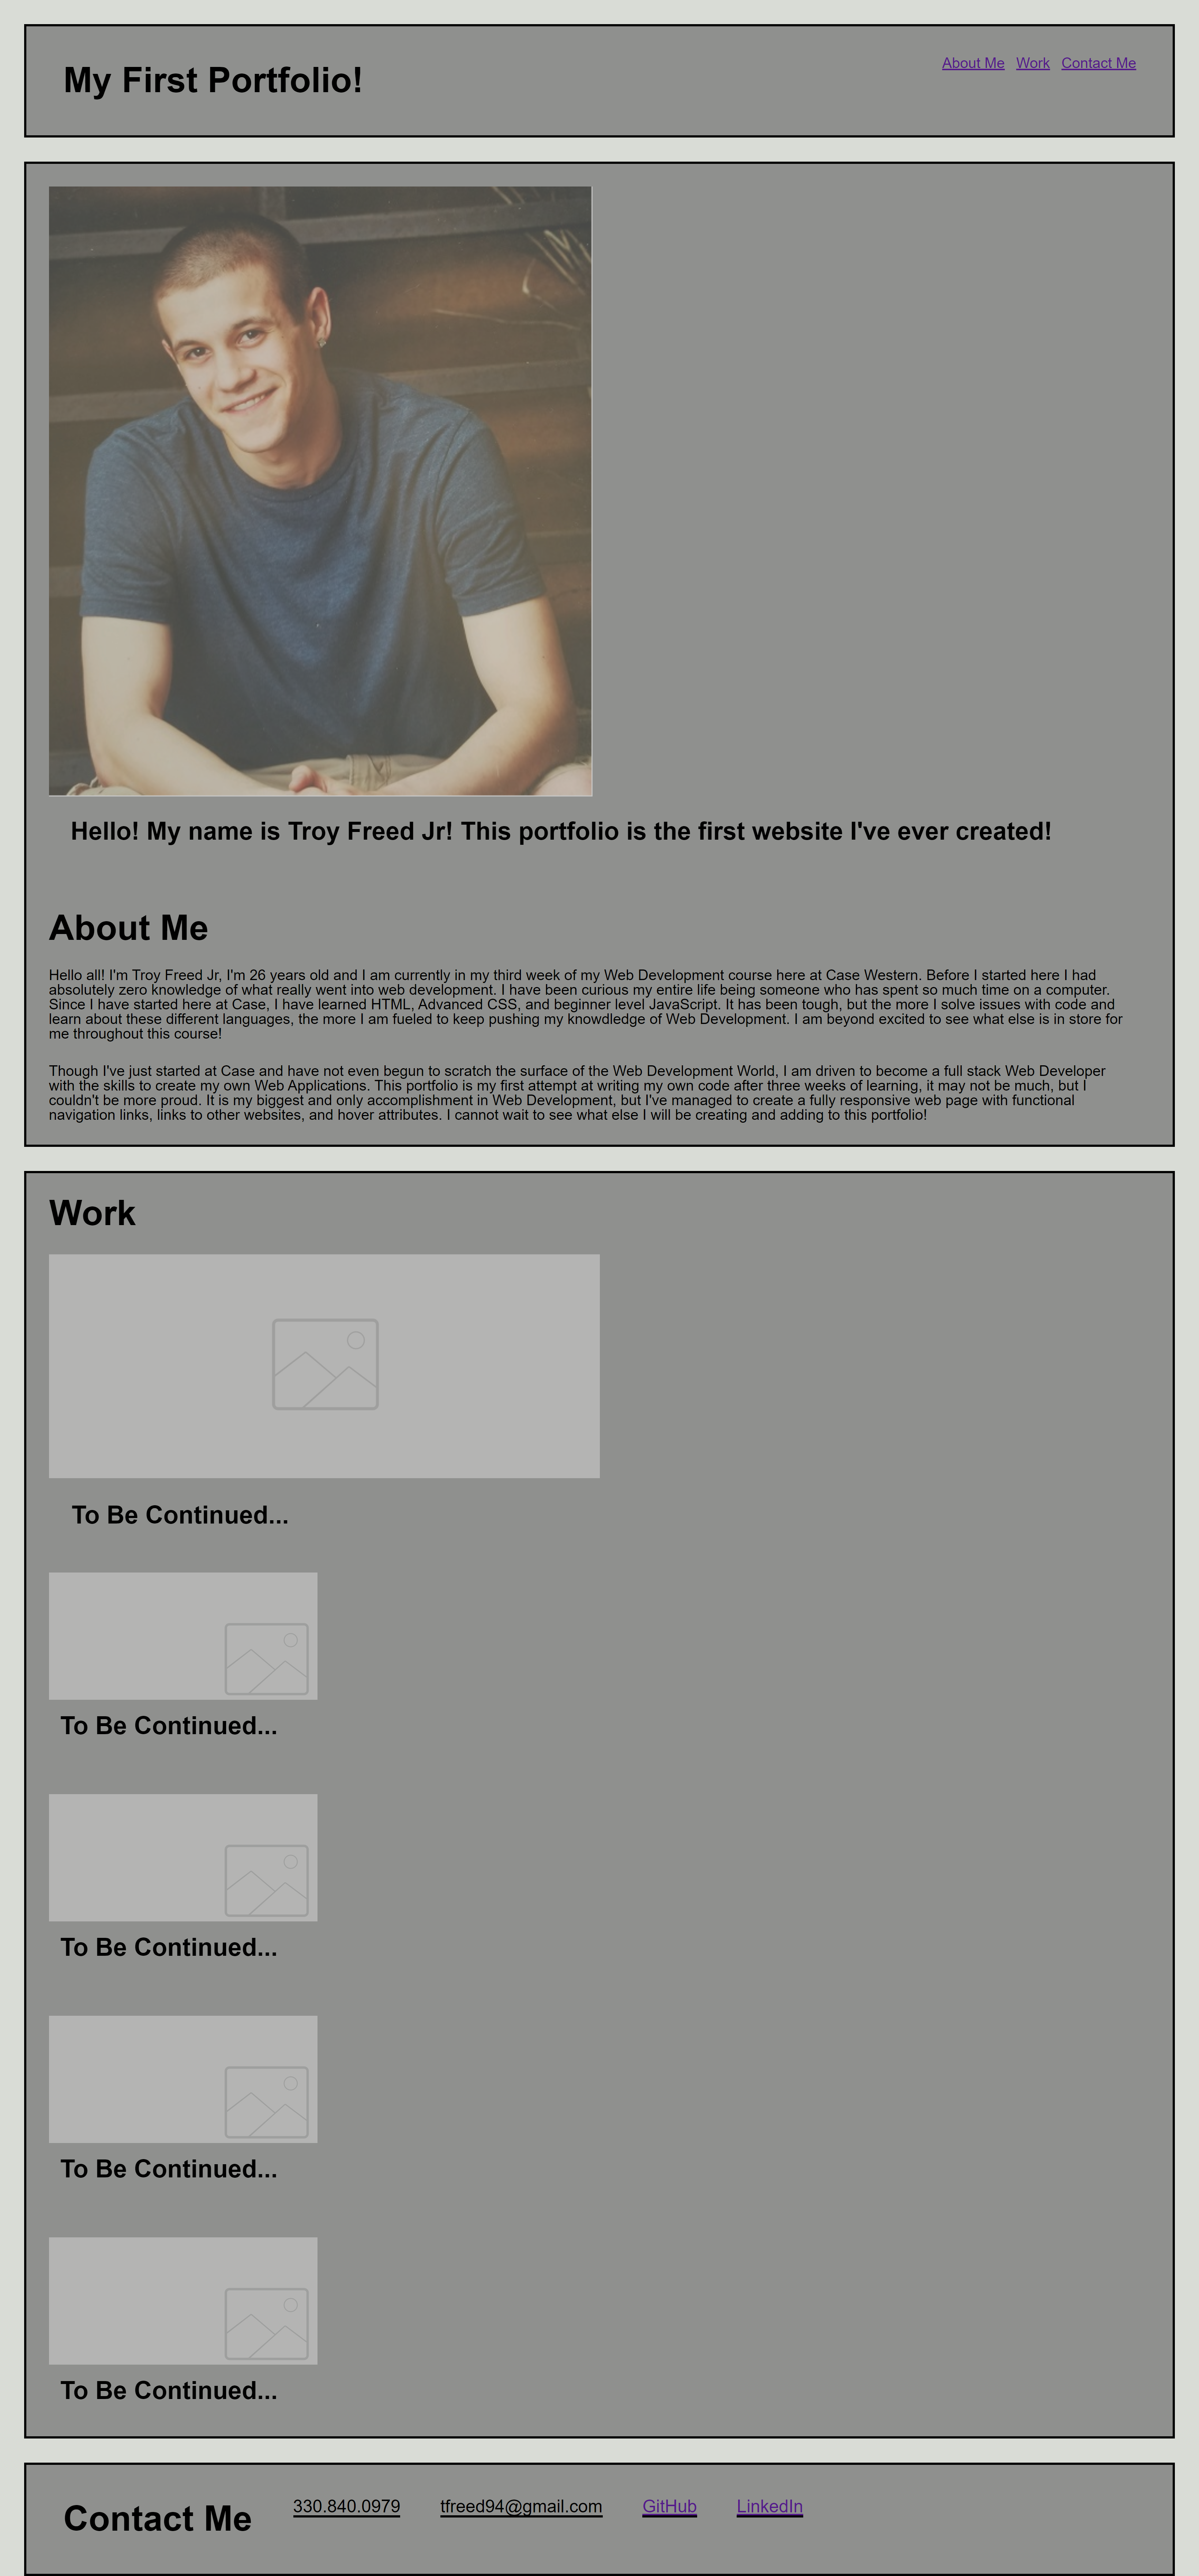 My First Portfolio!
About Me Work Contact Me
Hello! My name is Troy Freed Jr! This portfolio is the first website I've ever created!
About Me
Hello all! I'm Troy Freed Jr, I'm 26 years old and I am currently in my third week of my Web Development course here at Case Western. Before I started here I had
absolutely zero knowledge of what really went into web development. I have been curious my entire life being someone who has spent so much time on a computer.
Since I have started here at Case, I have learned HTML, Advanced CSS, and beginner level JavaScript. It has been tough, but the more I solve issues with code and
learn about these different languages, the more I am fueled to keep pushing my knowdledge of Web Development. I am beyond excited to see what else is in store for
me throughout this course!
Though I've just started at Case and have not even begun to scratch the surface of the Web Development World, I am driven to become a full stack Web Developer
with the skills to create my own Web Applications. This portfolio is my first attempt at writing my own code after three weeks of learning, it may not be much, but I
couldn't be more proud. It is my biggest and only accomplishment in Web Development, but I've managed to create a fully responsive web page with functional
navigation links, links to other websites, and hover attributes. I cannot wait to see what else I will be creating and adding to this portfolio!
Work
To Be Continued...
To Be Continued...
To Be Continued...
To Be Continued...
To Be Continued...
Contact Me
330.840.0979 tfreed94@gmail.com GitHub LinkedIn